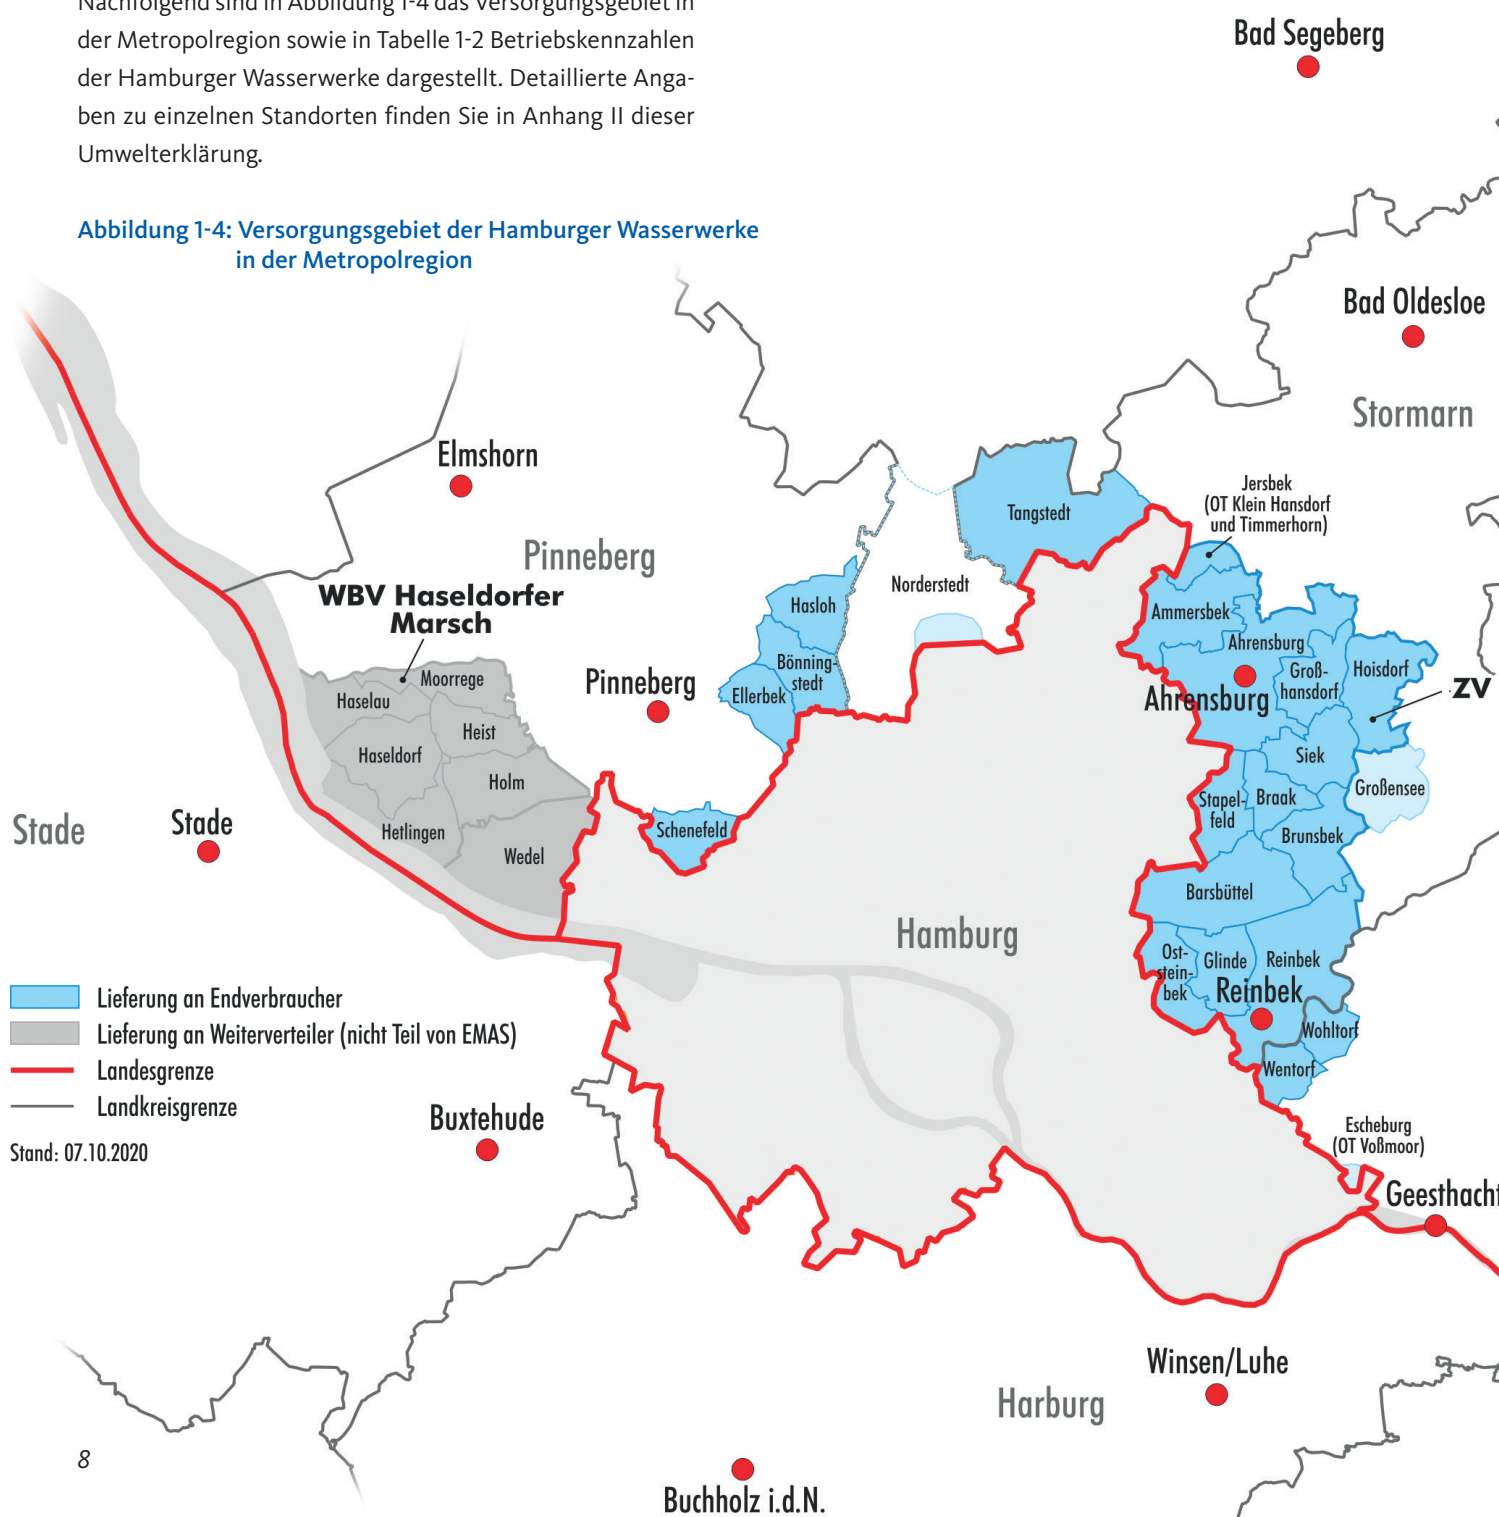 Nachfolgend sind in Abbildung 1-4 das Versorgungsgebiet in
der Metropolregion sowie in Tabelle 1-2 Betriebskennzahlen
der Hamburger Wasserwerke dargestellt. Detaillierte Anga-
ben zu einzelnen Standorten finden Sie in Anhang II dieser
Umwelterklärung.
Abbildung 1-4: Versorgungsgebiet der Hamburger Wasserwerke
in der Metropolregion
Bad Segeberg
Bad Oldesloe
Stormarn
Elmshorn
Jersbek
(OT Klein Hansdorf
und Timmerhorn)
Tangstedt
Pinneberg
Norderstedt
WBV Haseldorfer
Marsch
Hasloh
Ammersbek
Ahrensburg
Bönning-
stedt
Groß-
hansdorf
Hoisdorf
Moorrege
Pinneberg
Ellerbek
Ahrensburg
ZV
Haselau
Heist
Haseldorf
Siek
Holm
Großensee
Stapel-
feld
Braak
Stade
Stade
Hetlingen
Schenefeld
Brunsbek
Wedel
Barsbüttel
Hamburg
Ost-
stein-
bek
Glinde
Reinbek
Reinbek
Wohltorf
Wentorf
Lieferung an Endverbraucher
Lieferung an Weiterverteiler (nicht Teil von EMAS)
Landesgrenze
Landkreisgrenze
Stand: 07.10.2020
Buxtehude
Escheburg
(OT Voßmoor)
Geesthacht
Winsen/Luhe
Harburg
8
Buchholz i.d.N.